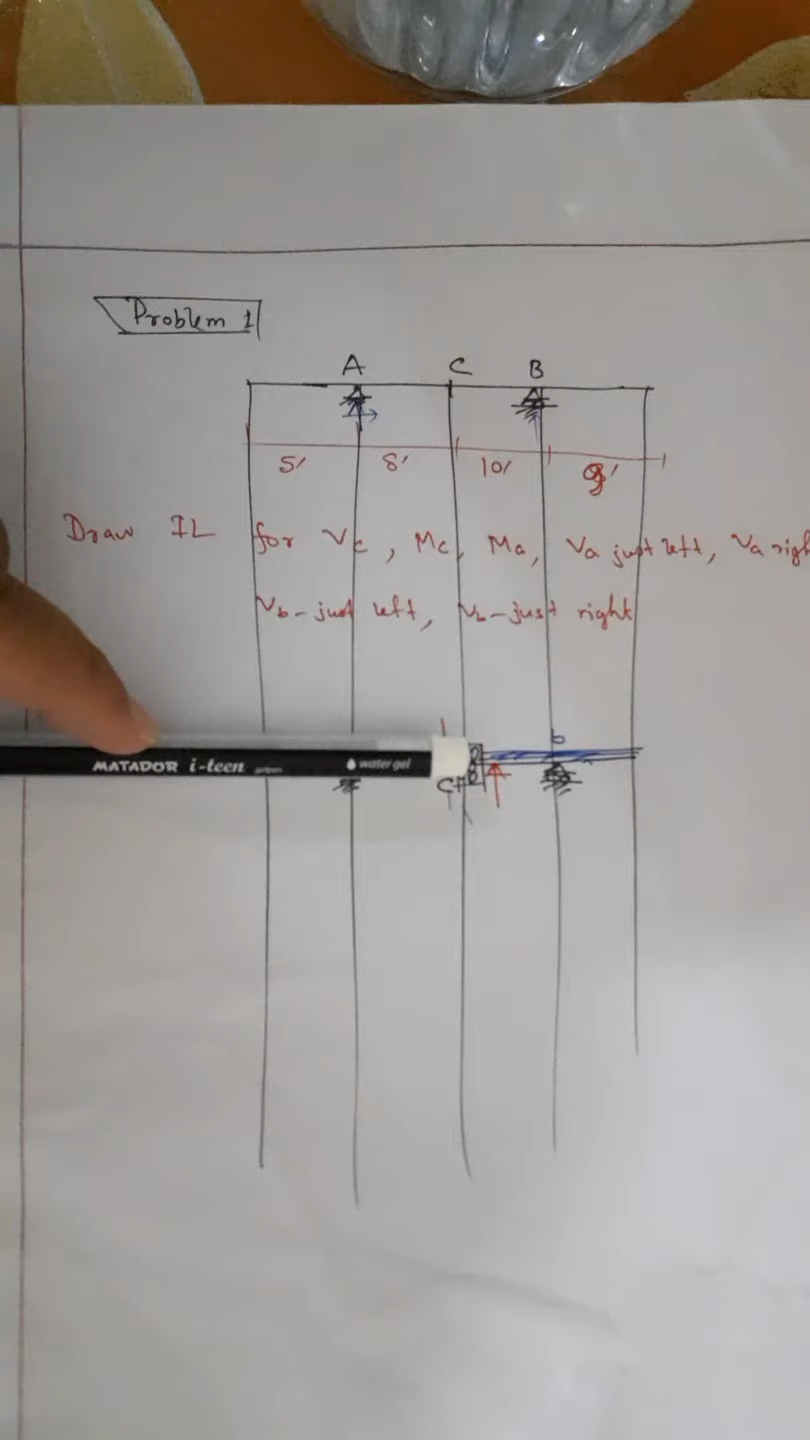 Problem 1
A C B
5' 8' 10' 9'
Draw IL for Vc, Mc, Ma, Va just left, Va righ
Vb-just left, Vb-just right
b
MATADOR i-teen water gel
C